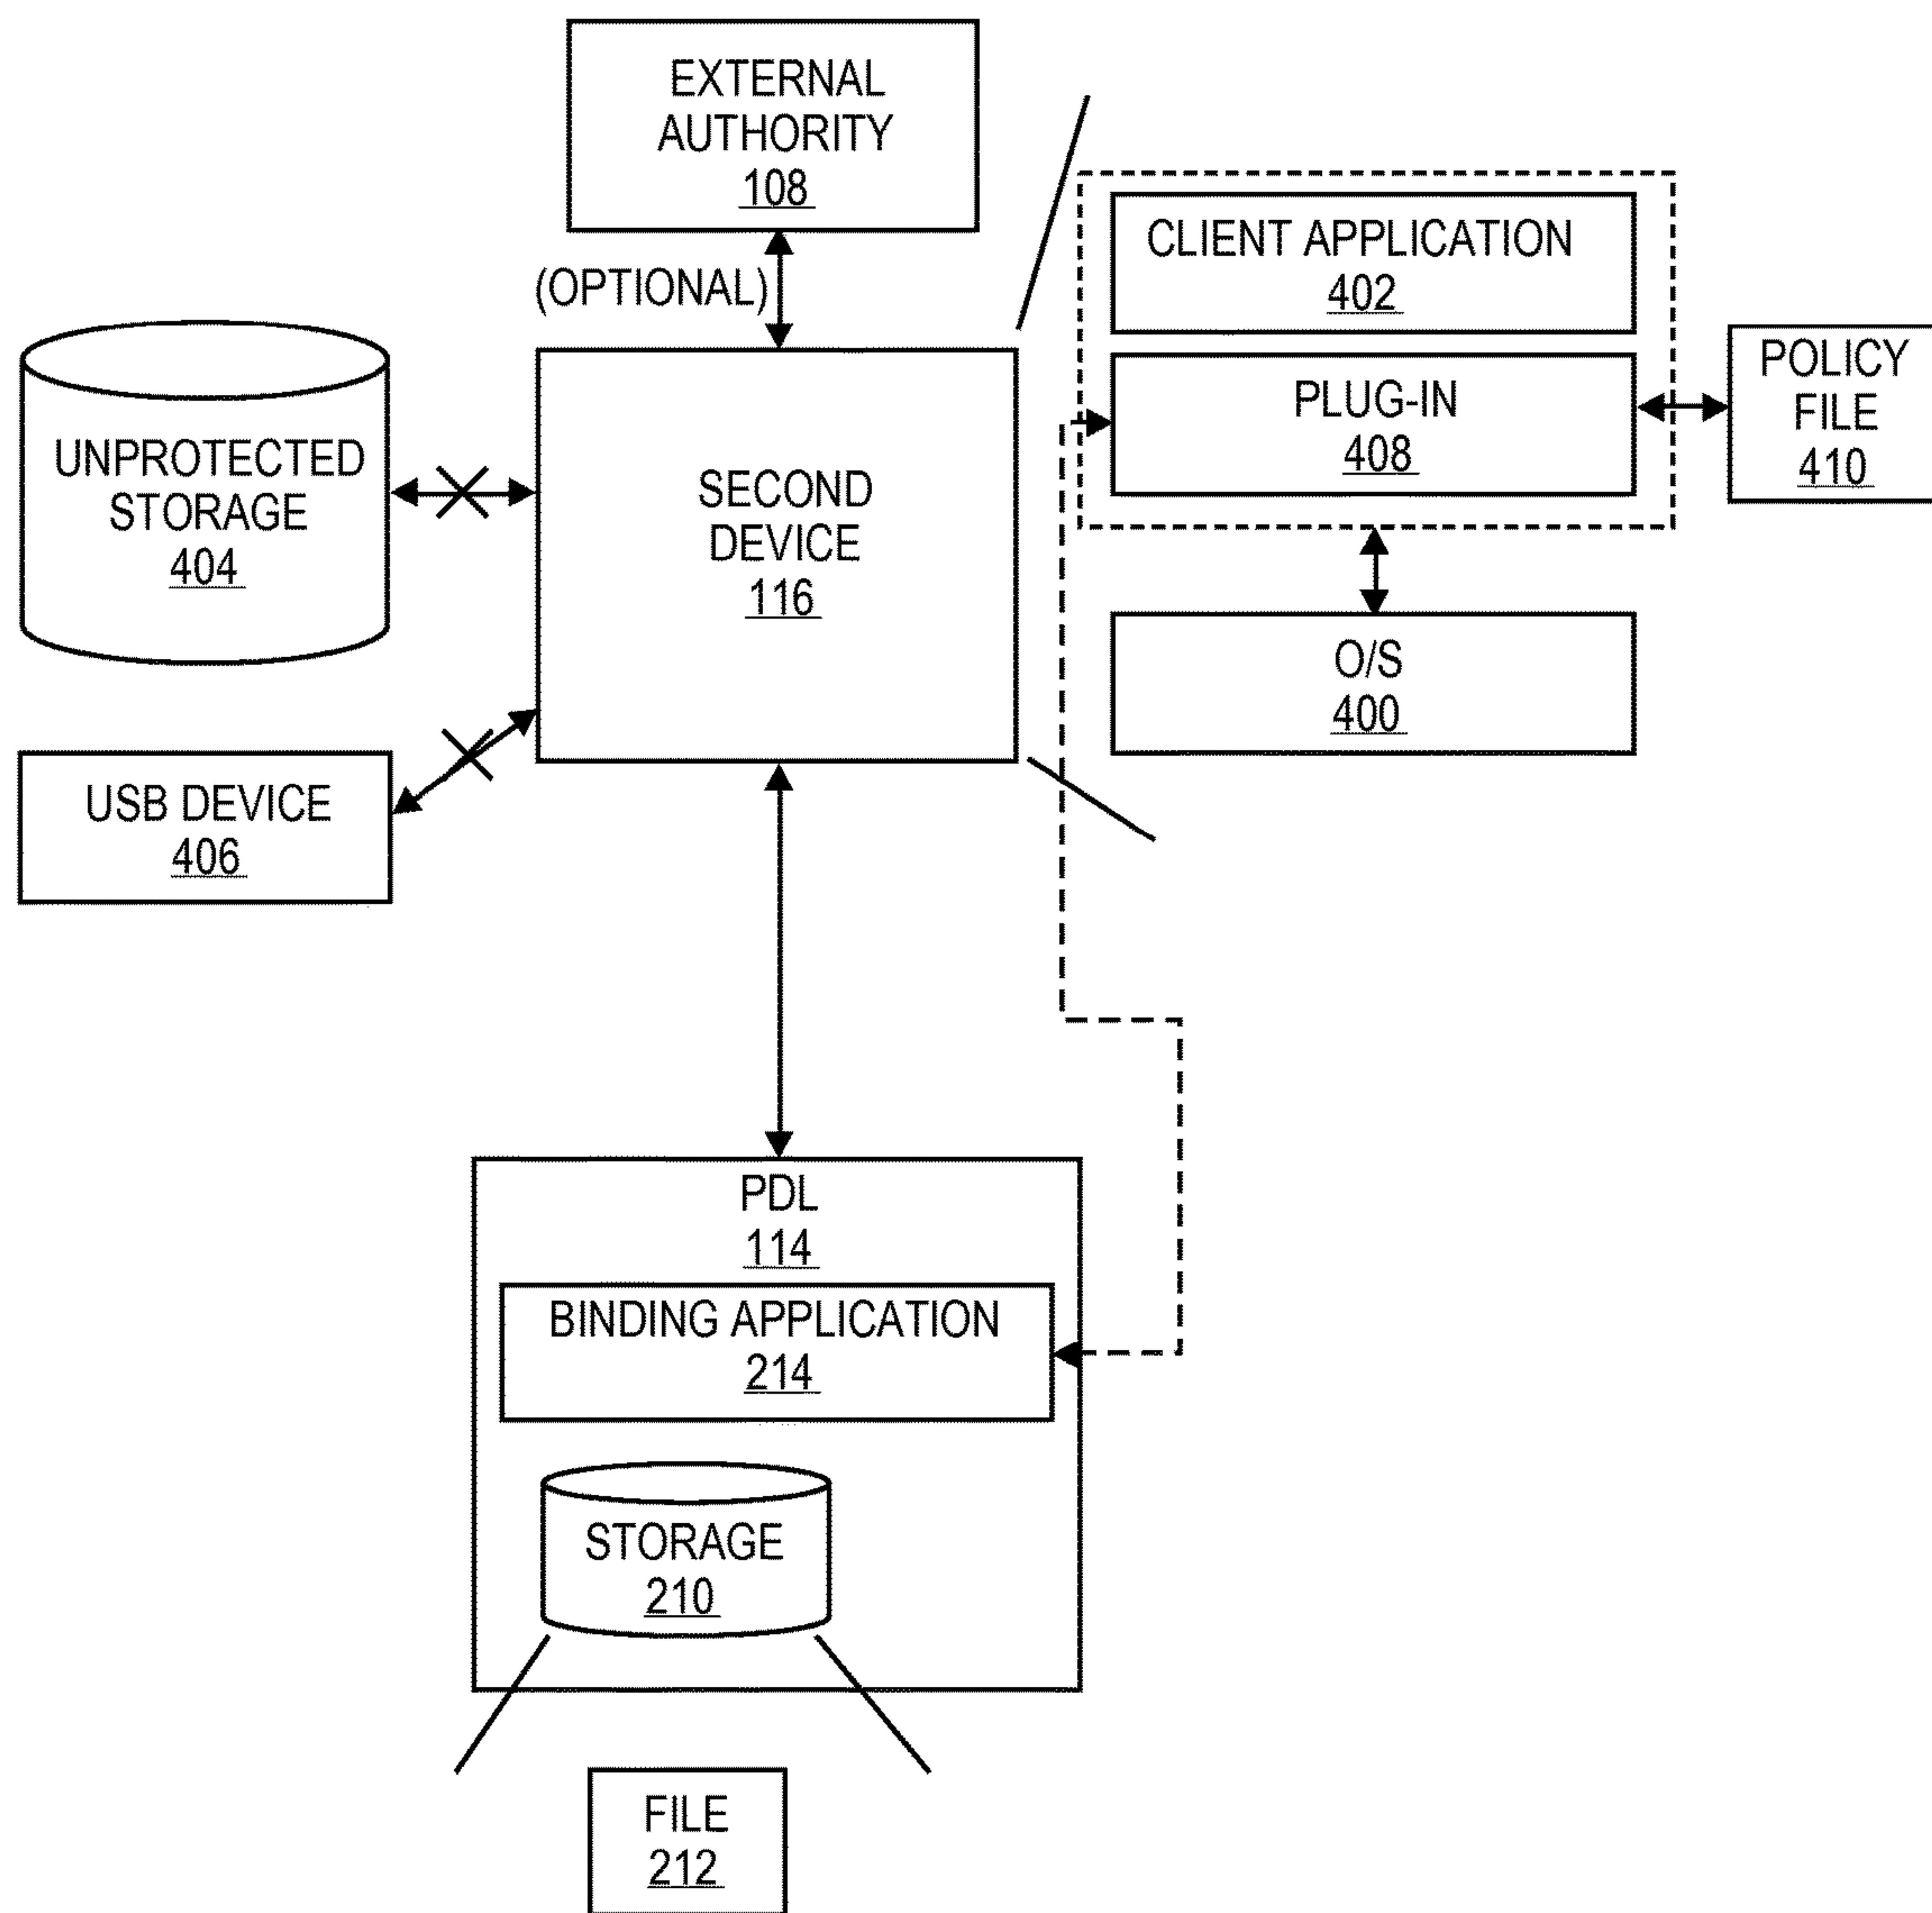 EXTERNAL
AUTHORITY
108
(OPTIONAL)
CLIENT APPLICATION
402
PLUG-IN
408
POLICY
FILE
410
UNPROTECTED
STORAGE
404
SECOND
DEVICE
116
O/S
400
USB DEVICE
406
PDL
114
BINDING APPLICATION
214
STORAGE
210
FILE
212